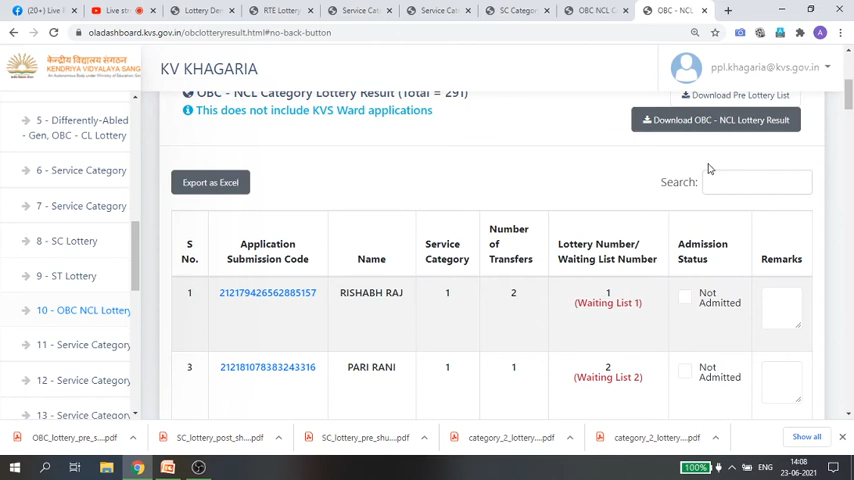 (20+) Live
Live stre
Lottery De
RTE Lottery
Service Cat
Service Cat
SC Categor
OBC NCL C
OBC - NCL
oladashboard.kvs.gov.in/obclotteryresult.html#no-back-button
A
केन्द्रीय विद्यालय संगठन
KENDRIYA VIDYALAYA SANG
KV KHAGARIA
ppl.khagaria@kvs.gov.in
5 - Differently-Abled
- Gen, OBC - CL Lottery
6 - Service Category
7 - Service Category
8 - SC Lottery
9 - ST Lottery
10 - OBC NCL Lottery
11 - Service Category
12 - Service Category
13 - Service Category
OBC - NCL Category Lottery Result (Total = 291)
This does not include KVS Ward applications
Download Pre Lottery List
Download OBC - NCL Lottery Result
Export as Excel
Search:
S No.
Application Submission Code
Name
Service Category
Number of Transfers
Lottery Number/ Waiting List Number
Admission Status
Remarks
1 212179426562885157 RISHABH RAJ 1 2 1 Not
(Waiting List 1) Admitted
3 212181078383243316 PARI RANI 1 1 2 Not
(Waiting List 2) Admitted
OBC_lottery_pre_s....pdf
SC_lottery_post_sh....pdf
SC_lottery_pre_shu....pdf
category_2_lottery....pdf
category_2_lottery....pdf
Show all
100%
ENG
14:08
23-06-2021